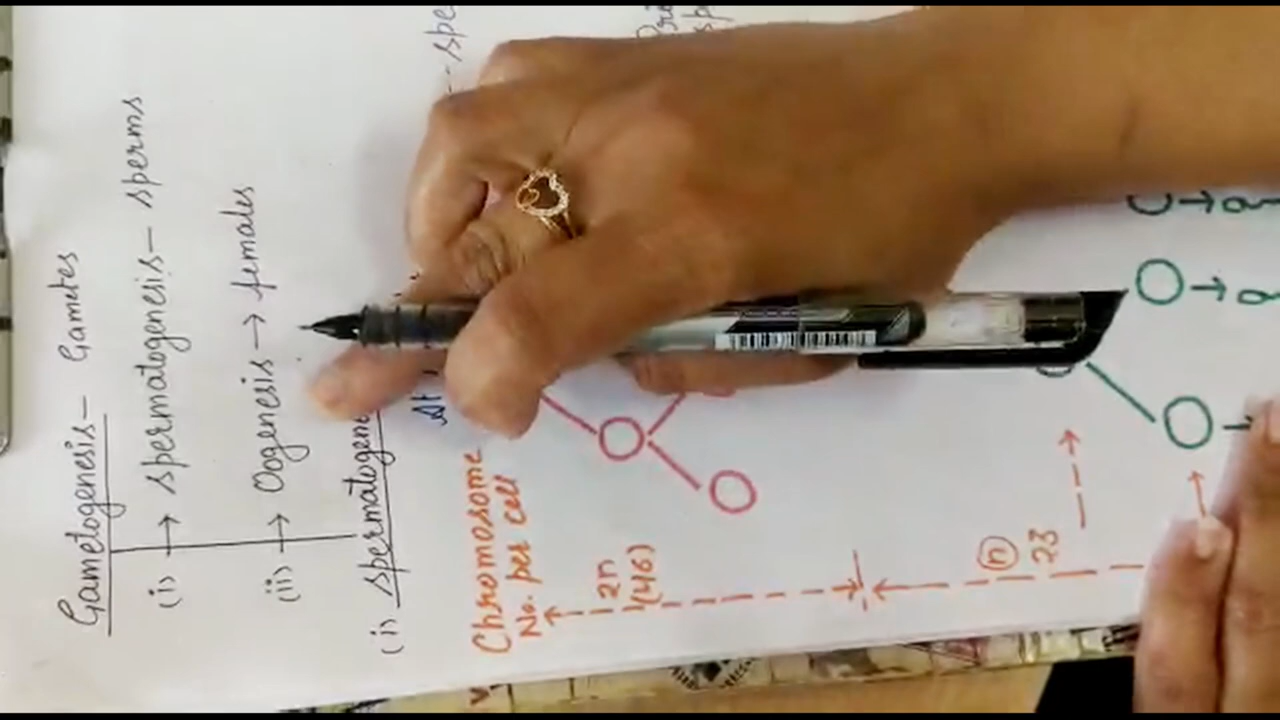 Gametogenesis- Gametes
(i) → spermatogenesis- sperms
(ii) → Oogenesis → females
(i) spermatogene
Chromosome
No. per cell
2n
(46)
n
23